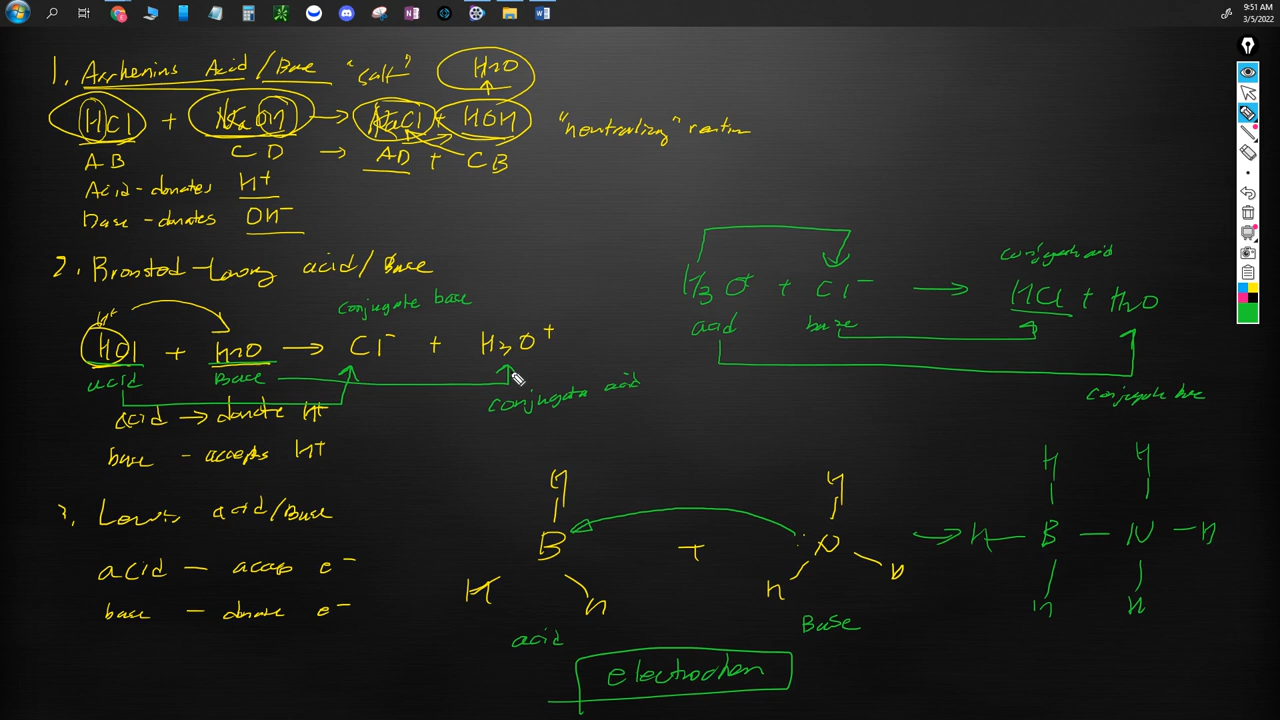 9:51 AM
3/5/2022
1. Arrhenius Acid/Base "salt" H2O
HCl + NaOH → NaCl + HOH "neutralizing"
AB CD → AD + CB
Acid - donates H+
base - donates OH-
2. Bronsted-Lowry acid/Base
H+
conjugate base
HCl + H2O → Cl- + H3O+
acid Base
conjugata acid
acid → donate H+
base - accepts H+
conjugate acid
H3O+ + Cl- → HCl + H2O
acid base
conjugate base
3. Lewis acid/Base
acid - accep e-
base - donate e-
H H H H
B + N → H - B - N - H
H H H H
H H
acid Base